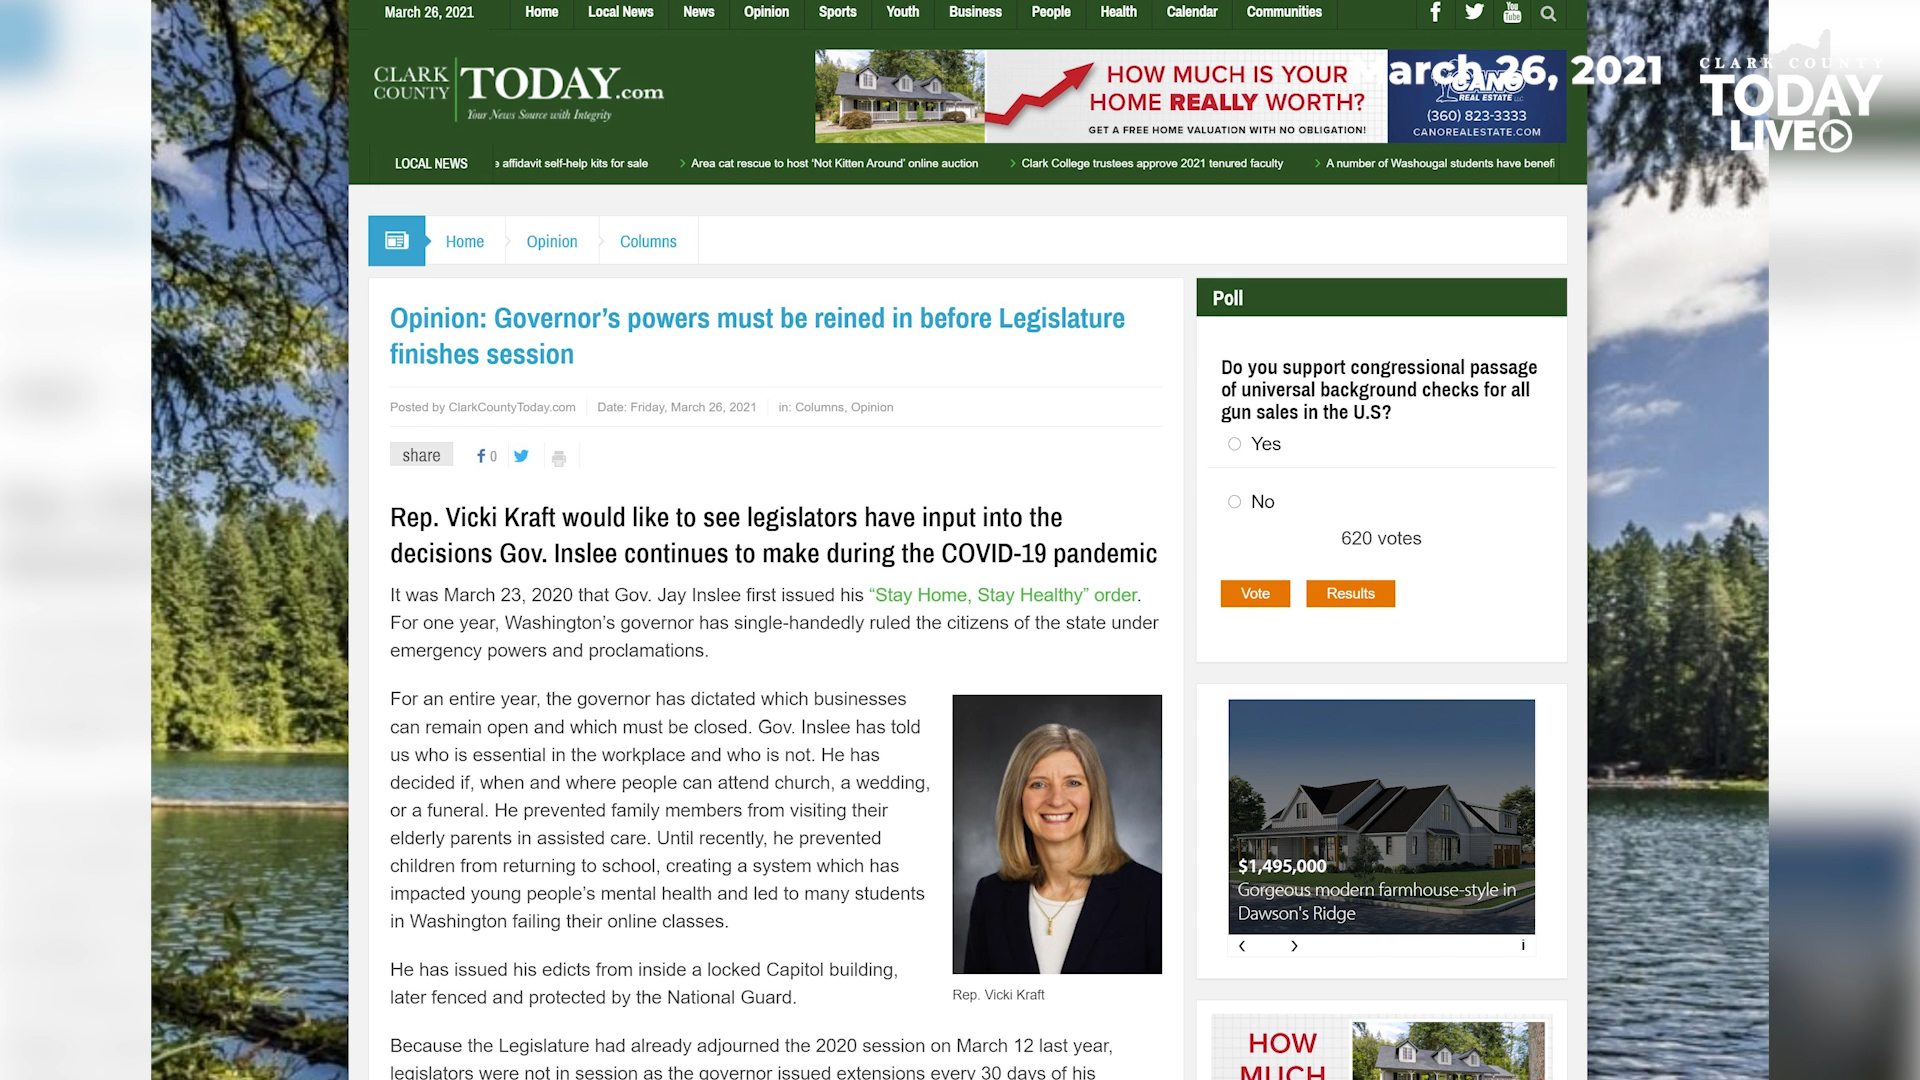 March 26, 2021
Home
Local News
News
Opinion
Sports
Youth
Business
People
Health
Calendar
Communities
You Tube
CLARK COUNTY TODAY.com
Your News Source with Integrity
HOW MUCH IS YOUR
HOME REALLY WORTH?
GET A FREE HOME VALUATION WITH NO OBLIGATION!
CANO
REAL ESTATE LLC
(360) 823-3333
CANOREALESTATE.COM
March 26, 2021
CLARK COUNTY
TODAY
LIVE
LOCAL NEWS
e affidavit self-help kits for sale
Area cat rescue to host ‘Not Kitten Around’ online auction
Clark College trustees approve 2021 tenured faculty
A number of Washougal students have benefi
Home
Opinion
Columns
Opinion: Governor’s powers must be reined in before Legislature
finishes session
Posted by ClarkCountyToday.com
Date: Friday, March 26, 2021
in: Columns, Opinion
share
f 0
Rep. Vicki Kraft would like to see legislators have input into the
decisions Gov. Inslee continues to make during the COVID-19 pandemic
It was March 23, 2020 that Gov. Jay Inslee first issued his “Stay Home, Stay Healthy” order.
For one year, Washington’s governor has single-handedly ruled the citizens of the state under
emergency powers and proclamations.
For an entire year, the governor has dictated which businesses
can remain open and which must be closed. Gov. Inslee has told
us who is essential in the workplace and who is not. He has
decided if, when and where people can attend church, a wedding,
or a funeral. He prevented family members from visiting their
elderly parents in assisted care. Until recently, he prevented
children from returning to school, creating a system which has
impacted young people’s mental health and led to many students
in Washington failing their online classes.
Rep. Vicki Kraft
He has issued his edicts from inside a locked Capitol building,
later fenced and protected by the National Guard.
Because the Legislature had already adjourned the 2020 session on March 12 last year,
legislators were not in session as the governor issued extensions every 30 days of his
Poll
Do you support congressional passage
of universal background checks for all
gun sales in the U.S?
Yes
No
620 votes
Vote
Results
$1,495,000
Gorgeous modern farmhouse-style in
Dawson's Ridge
i
HOW
MUCH